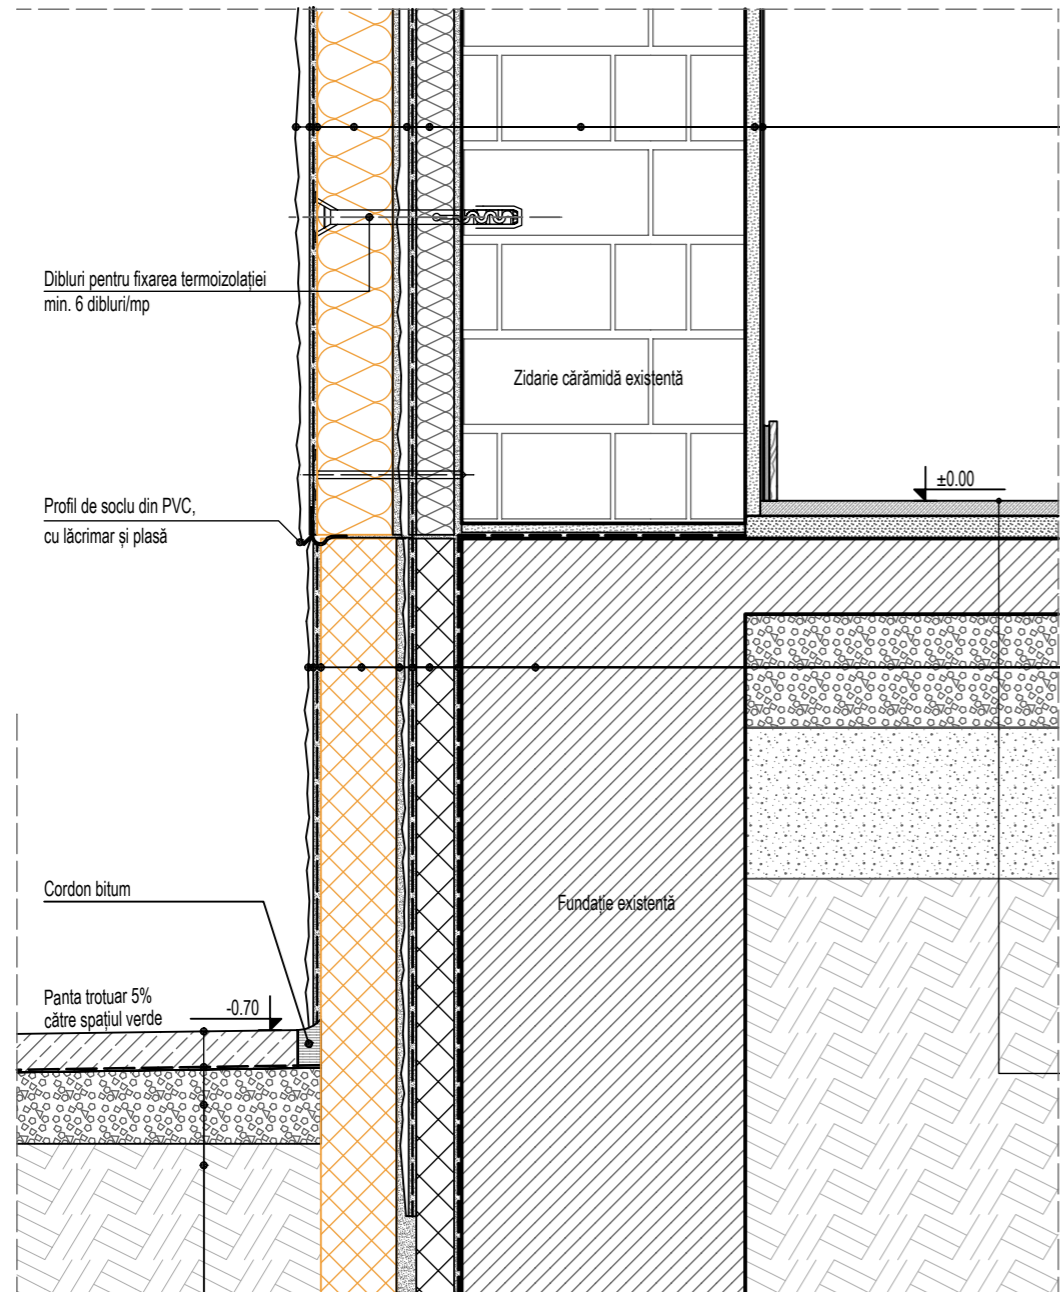 Dibluri pentru fixarea termoizolației
min. 6 dibluri/mp
Zidarie cărămidă existentă
±0.00
Profil de soclu din PVC,
cu lăcrimar și plasă
Cordon bitum
Fundație existentă
Panta trotuar 5%
către spațiul verde
-0.70